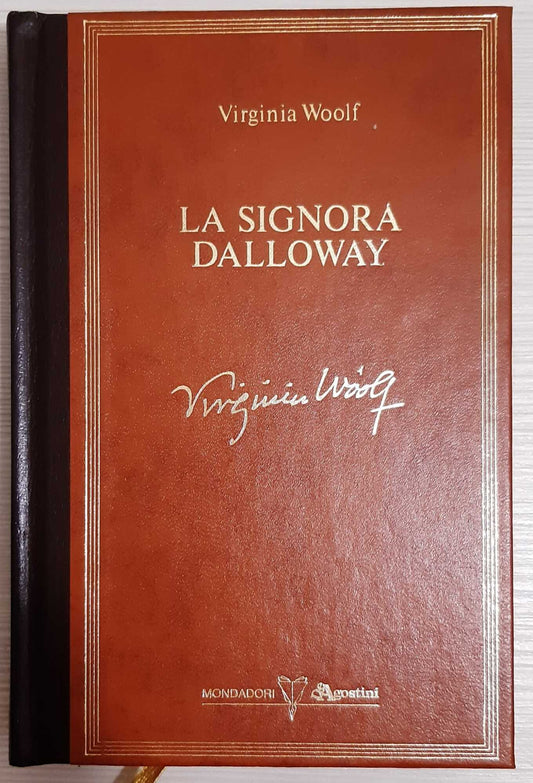 Virginia Woolf
LA SIGNORA
DALLOWAY
Virginia Woolf
MONDADORI DeAgostini